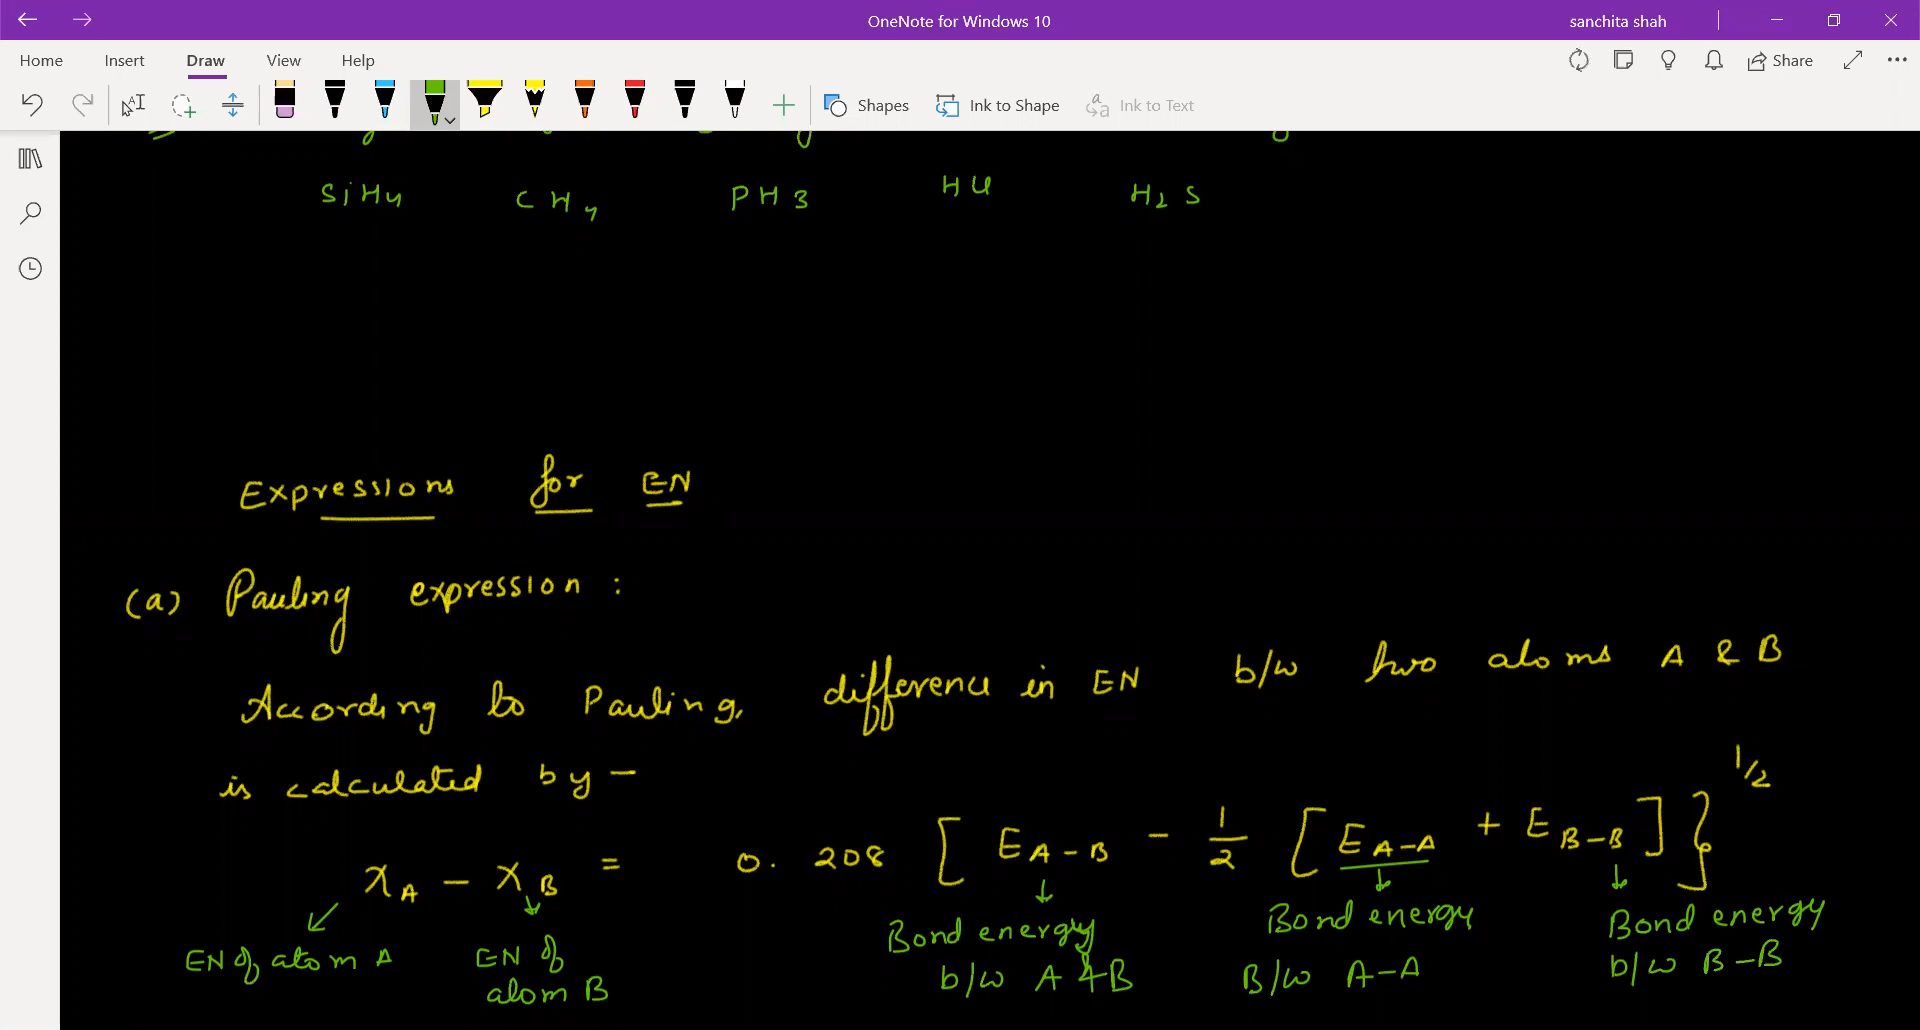 OneNote for Windows 10
sanchita shah
Home Insert Draw View Help
Share
Shapes Ink to Shape Ink to Text
SiH4 CH4 PH3 HCl H2S
Expressions for EN
(a) Pauling expression :
According to Pauling, difference in EN b/w two atoms A & B
is calculated by -
χA - χB = 0.208 [ EA-B - 1/2 [ EA-A + EB-B ] } 1/2
EN of atom A
EN of
atom B
Bond energy
b/w A & B
Bond energy
B/w A-A
Bond energy
b/w B-B